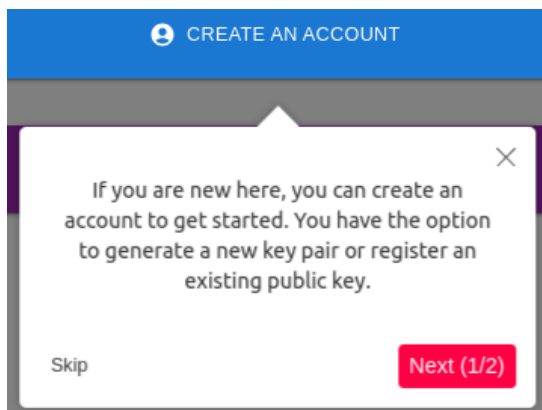 CREATE AN ACCOUNT
If you are new here, you can create an
account to get started. You have the option
to generate a new key pair or register an
existing public key.
Skip
Next (1/2)